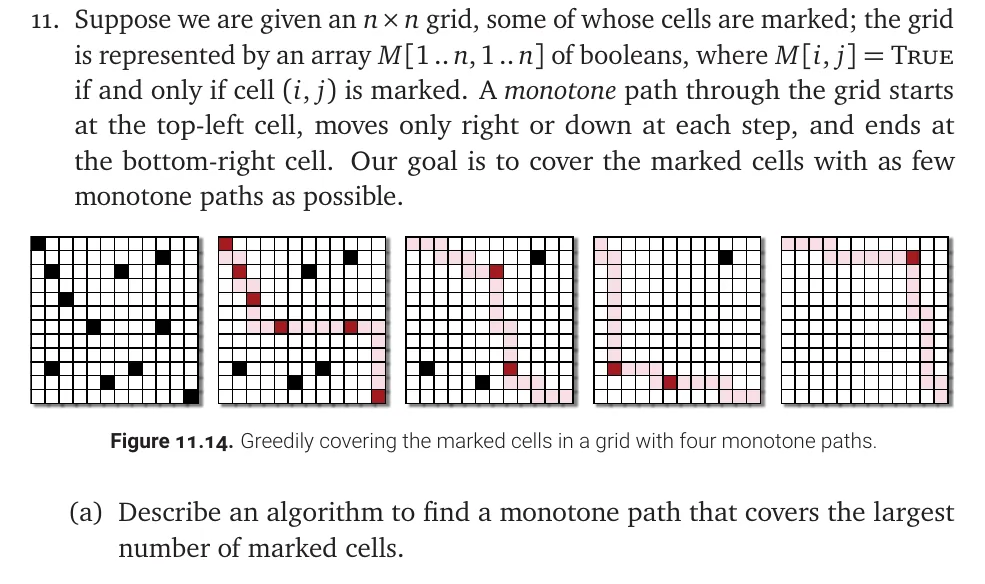 11. Suppose we are given an n × n grid, some of whose cells are marked; the grid
is represented by an array M[1 .. n, 1 .. n] of booleans, where M[i, j] = TRUE
if and only if cell (i, j) is marked. A monotone path through the grid starts
at the top-left cell, moves only right or down at each step, and ends at
the bottom-right cell. Our goal is to cover the marked cells with as few
monotone paths as possible.
Figure 11.14. Greedily covering the marked cells in a grid with four monotone paths.
(a) Describe an algorithm to find a monotone path that covers the largest
number of marked cells.